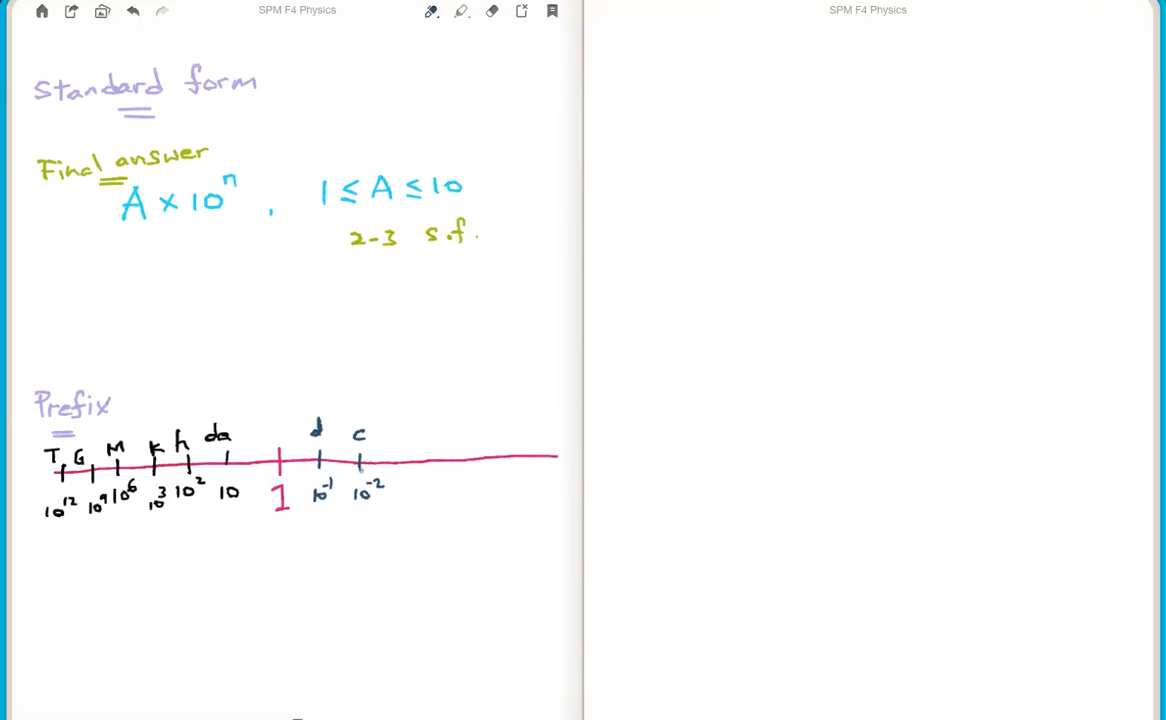 SPM F4 Physics
SPM F4 Physics
Standard form
Final answer
A × 10ⁿ , 1 ≤ A ≤ 10
2-3 s.f.
Prefix
T G M k h da d c
10¹² 10⁹ 10⁶ 10³ 10² 10 1 10⁻¹ 10⁻²